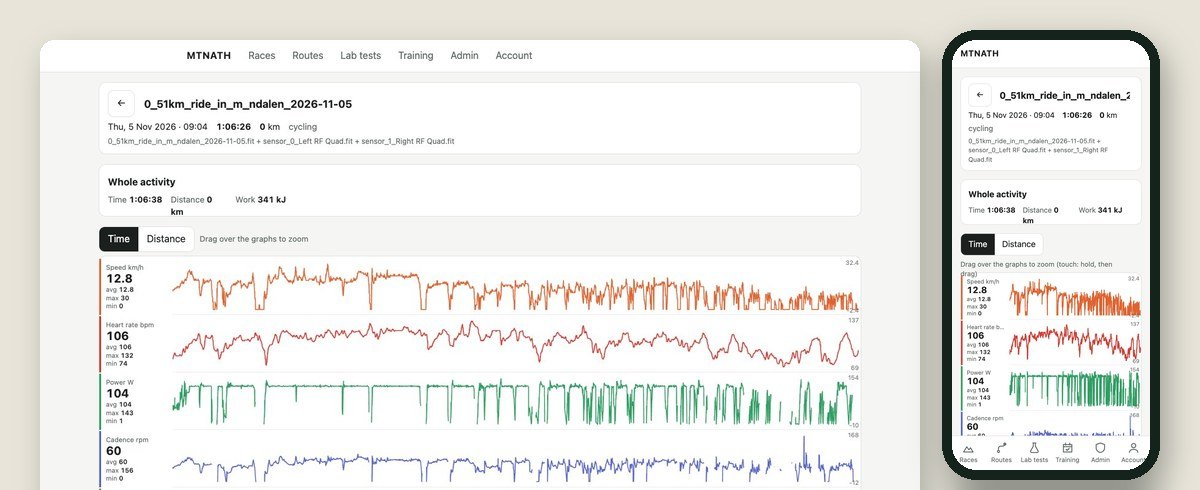 MTNATH Races Routes Lab tests Training Admin Account
← 0_51km_ride_in_m_ndalen_2026-11-05
Thu, 5 Nov 2026 · 09:04 1:06:26 0 km cycling
0_51km_ride_in_m_ndalen_2026-11-05.fit + sensor_0_Left RF Quad.fit + sensor_1_Right RF Quad.fit
Whole activity
Time 1:06:38 Distance 0 Work 341 kJ
km
Time Distance Drag over the graphs to zoom
Speed km/h
32.4
12.8
avg 12.8
max 30
min 0
Heart rate bpm
137
106
avg 106
max 132
min 74
69
Power W
154
104
avg 104
max 143
min 1
-10
Cadence rpm
168
60
avg 60
max 156
min 0
-12
MTNATH
← 0_51km_ride_in_m_ndalen_2
Thu, 5 Nov 2026 · 09:04 1:06:26 0 km
cycling
0_51km_ride_in_m_ndalen_2026-11-05.fit +
sensor_0_Left RF Quad.fit + sensor_1_Right RF
Quad.fit
Whole activity
Time 1:06:38 Distance 0 Work 341 kJ
km
Time Distance
Drag over the graphs to zoom (touch: hold, then
drag)
Speed km/h
32.4
12.8
avg 12.8
max 30
min 0
Heart rate b...
137
106
avg 106
max 132
min 74
69
Power W
154
104
avg 104
max 143
min 1
Cadence rpm
168
60
Races Routes Lab tests Training Admin Account